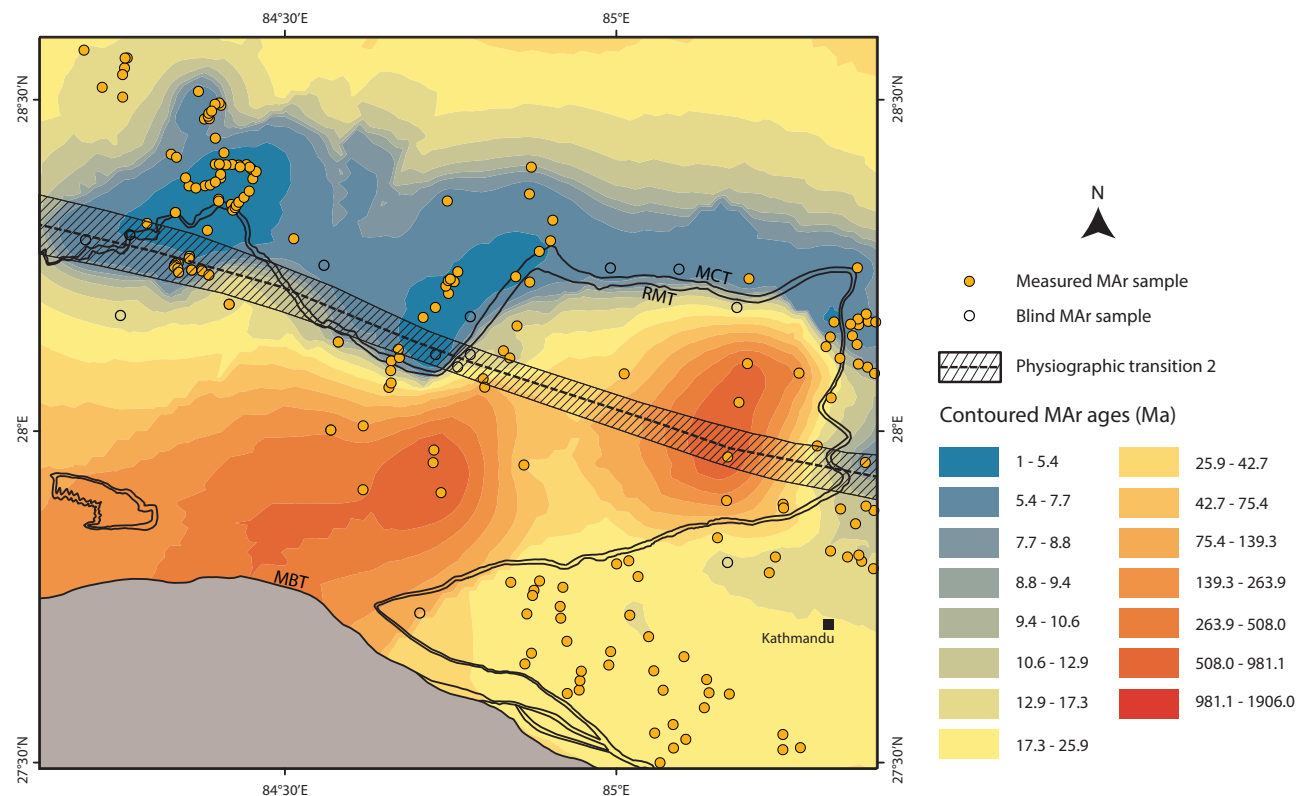 84°30′E
85°E
28°30′N
28°30′N
MCT
RMT
28°E
28°E
MBT
Kathmandu
27°30′N
27°30′N
84°30′E
85°E
N
Measured MAr sample
Blind MAr sample
Physiographic transition 2
Contoured MAr ages (Ma)
1 - 5.4
5.4 - 7.7
7.7 - 8.8
8.8 - 9.4
9.4 - 10.6
10.6 - 12.9
12.9 - 17.3
17.3 - 25.9
25.9 - 42.7
42.7 - 75.4
75.4 - 139.3
139.3 - 263.9
263.9 - 508.0
508.0 - 981.1
981.1 - 1906.0